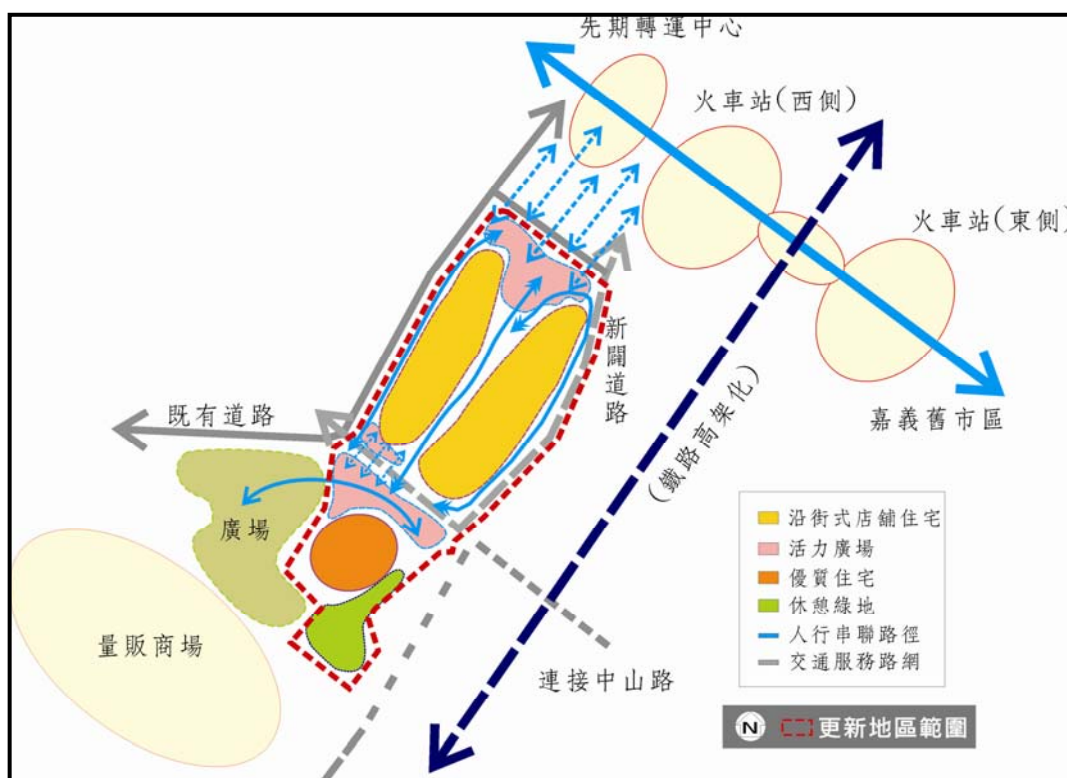 先期轉運中心
火車站(西側)
火車站(東側)
新闢道路
既有道路
(鐵路高架化)
嘉義舊市區
廣場
量販商場
連接中山路
沿街式店舖住宅
活力廣場
優質住宅
休憩綠地
人行串聯路徑
交通服務路網
N 更新地區範圍